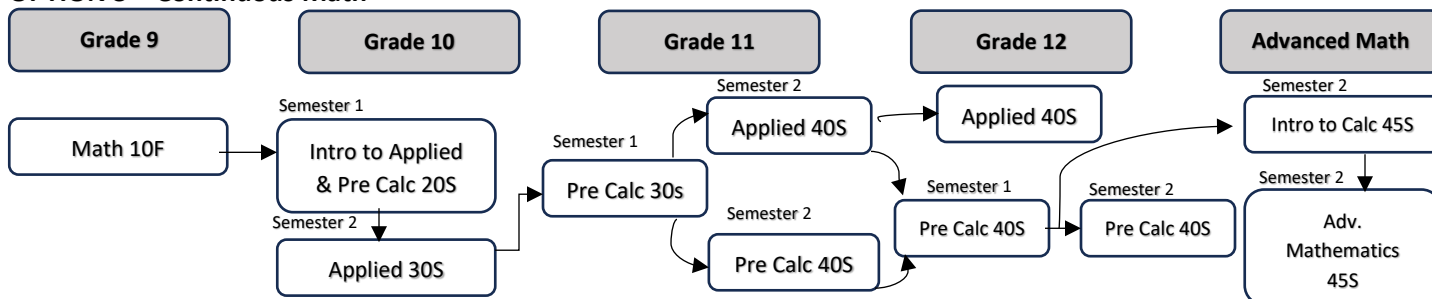 Grade 9
Grade 10
Grade 11
Grade 12
Advanced Math
Semester 1
Math 10F
Intro to Applied
& Pre Calc 20S
Semester 2
Applied 30S
Semester 1
Pre Calc 30s
Semester 2
Applied 40S
Semester 2
Pre Calc 40S
Applied 40S
Semester 1
Pre Calc 40S
Semester 2
Pre Calc 40S
Semester 2
Intro to Calc 45S
Semester 2
Adv.
Mathematics
45S